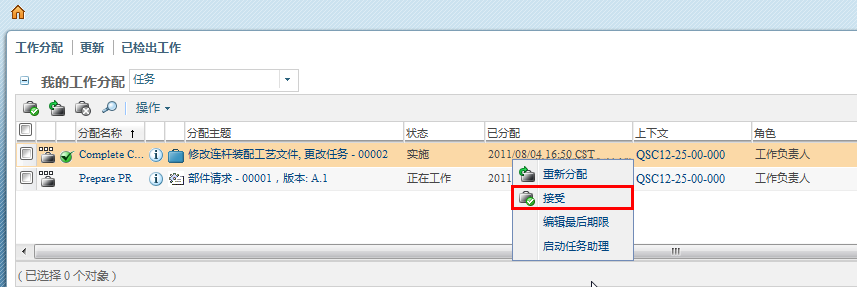 工作分配 更新 已检出工作
我的工作分配 任务
操作
分配名称 分配主题 状态 已分配 上下文 角色
Complete C... 修改连杆装配工艺文件, 更改任务 - 00002 实施 2011/08/04 16:50 CST QSC12-25-00-000 工作负责人
Prepare PR 部件请求 - 00001，版本: A.1 正在工作 2011 QSC12-25-00-000 工作负责人
重新分配
接受
编辑最后期限
启动任务助理
(已选择 0 个对象)